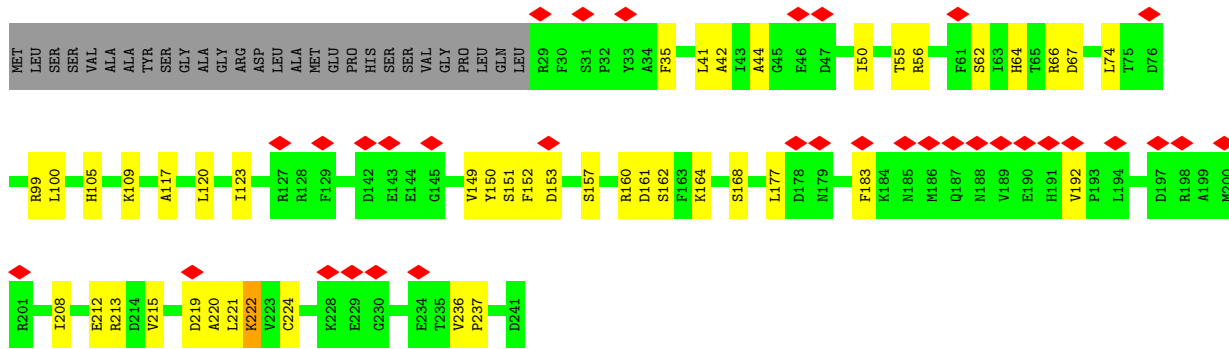 MET LEU SER SER VAL ALA ALA TYR SER GLY ALA GLY ARG ASP LEU ALA MET GLU PRO HIS SER SER VAL GLY PRO LEU GLN LEU R29 F30 S31 P32 Y33 A34 F35 L41 A42 I43 A44 G45 E46 D47 I50 T55 R56 F61 S62 I63 H64 T65 R66 D67 L74 T75 D76
R99 L100 H105 K109 A117 L120 I123 R127 R128 F129 D142 E143 E144 G145 V149 Y150 S151 F152 D153 S157 R160 D161 S162 F163 K164 S168 L177 D178 N179 F183 K184 N185 M186 Q187 N188 V189 E190 H191 V192 P193 L194 D197 R198 A199 M200
R201 I208 E212 R213 D214 V215 D219 A220 L221 K222 V223 C224 K228 E229 G230 E234 T235 V236 P237 D241